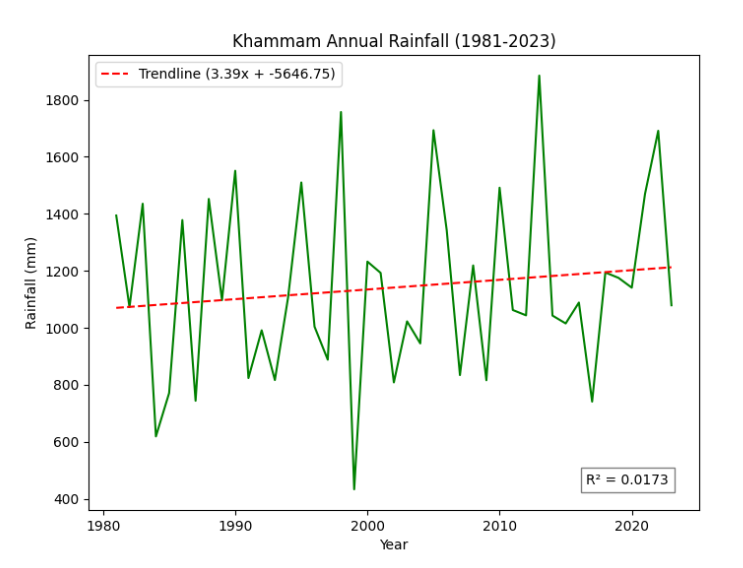 Khammam Annual Rainfall (1981-2023)
Trendline (3.39x + -5646.75)
Rainfall (mm)
1800
1600
1400
1200
1000
800
600
400
R² = 0.0173
1980
1990
2000
2010
2020
Year